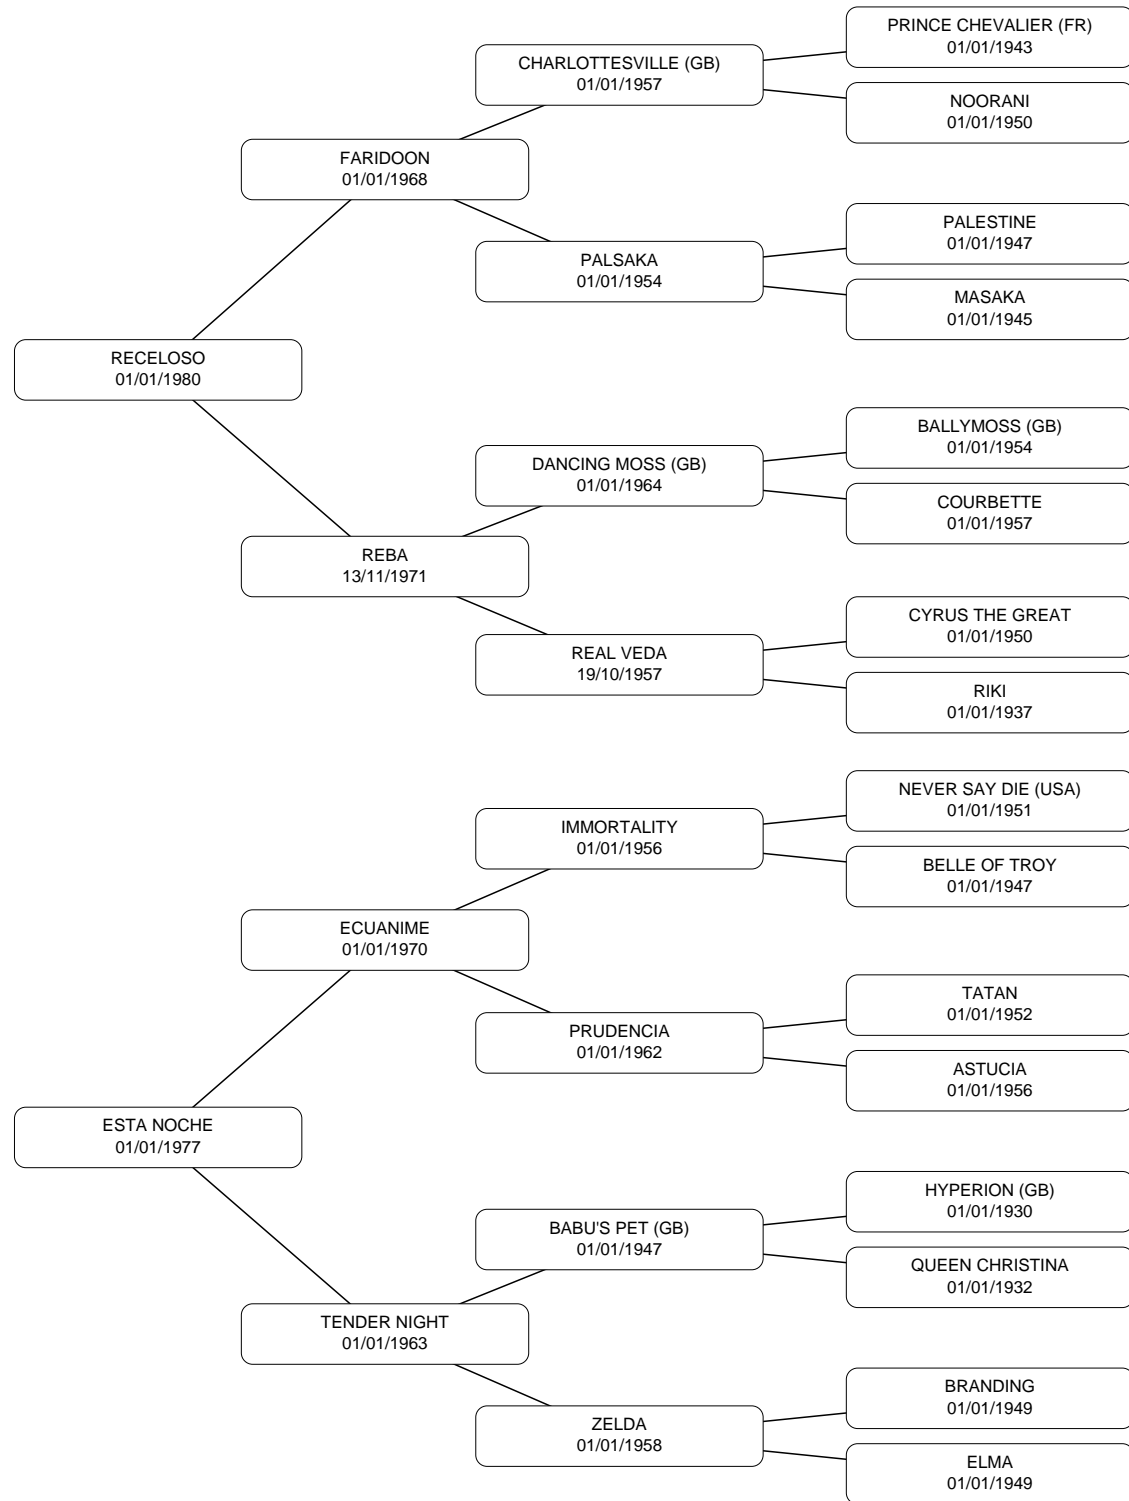 PRINCE CHEVALIER (FR)
01/01/1943
CHARLOTTESVILLE (GB)
01/01/1957
NOORANI
01/01/1950
FARIDOON
01/01/1968
PALESTINE
01/01/1947
PALSAKA
01/01/1954
MASAKA
01/01/1945
RECELOSO
01/01/1980
BALLYMOSS (GB)
01/01/1954
DANCING MOSS (GB)
01/01/1964
COURBETTE
01/01/1957
REBA
13/11/1971
CYRUS THE GREAT
01/01/1950
REAL VEDA
19/10/1957
RIKI
01/01/1937
NEVER SAY DIE (USA)
01/01/1951
IMMORTALITY
01/01/1956
BELLE OF TROY
01/01/1947
ECUANIME
01/01/1970
TATAN
01/01/1952
PRUDENCIA
01/01/1962
ASTUCIA
01/01/1956
ESTA NOCHE
01/01/1977
HYPERION (GB)
01/01/1930
BABU'S PET (GB)
01/01/1947
QUEEN CHRISTINA
01/01/1932
TENDER NIGHT
01/01/1963
BRANDING
01/01/1949
ZELDA
01/01/1958
ELMA
01/01/1949